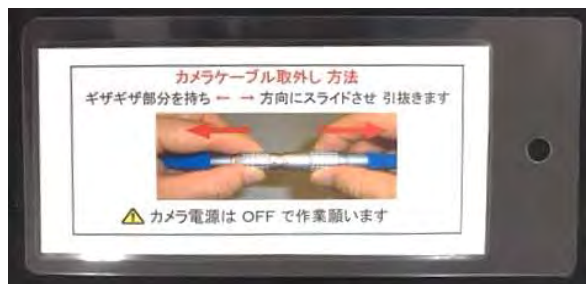 カメラケーブル取外し 方法
ギザギザ部分を持ち ← → 方向にスライドさせ 引抜きます
⚠ カメラ電源は OFF で作業願います